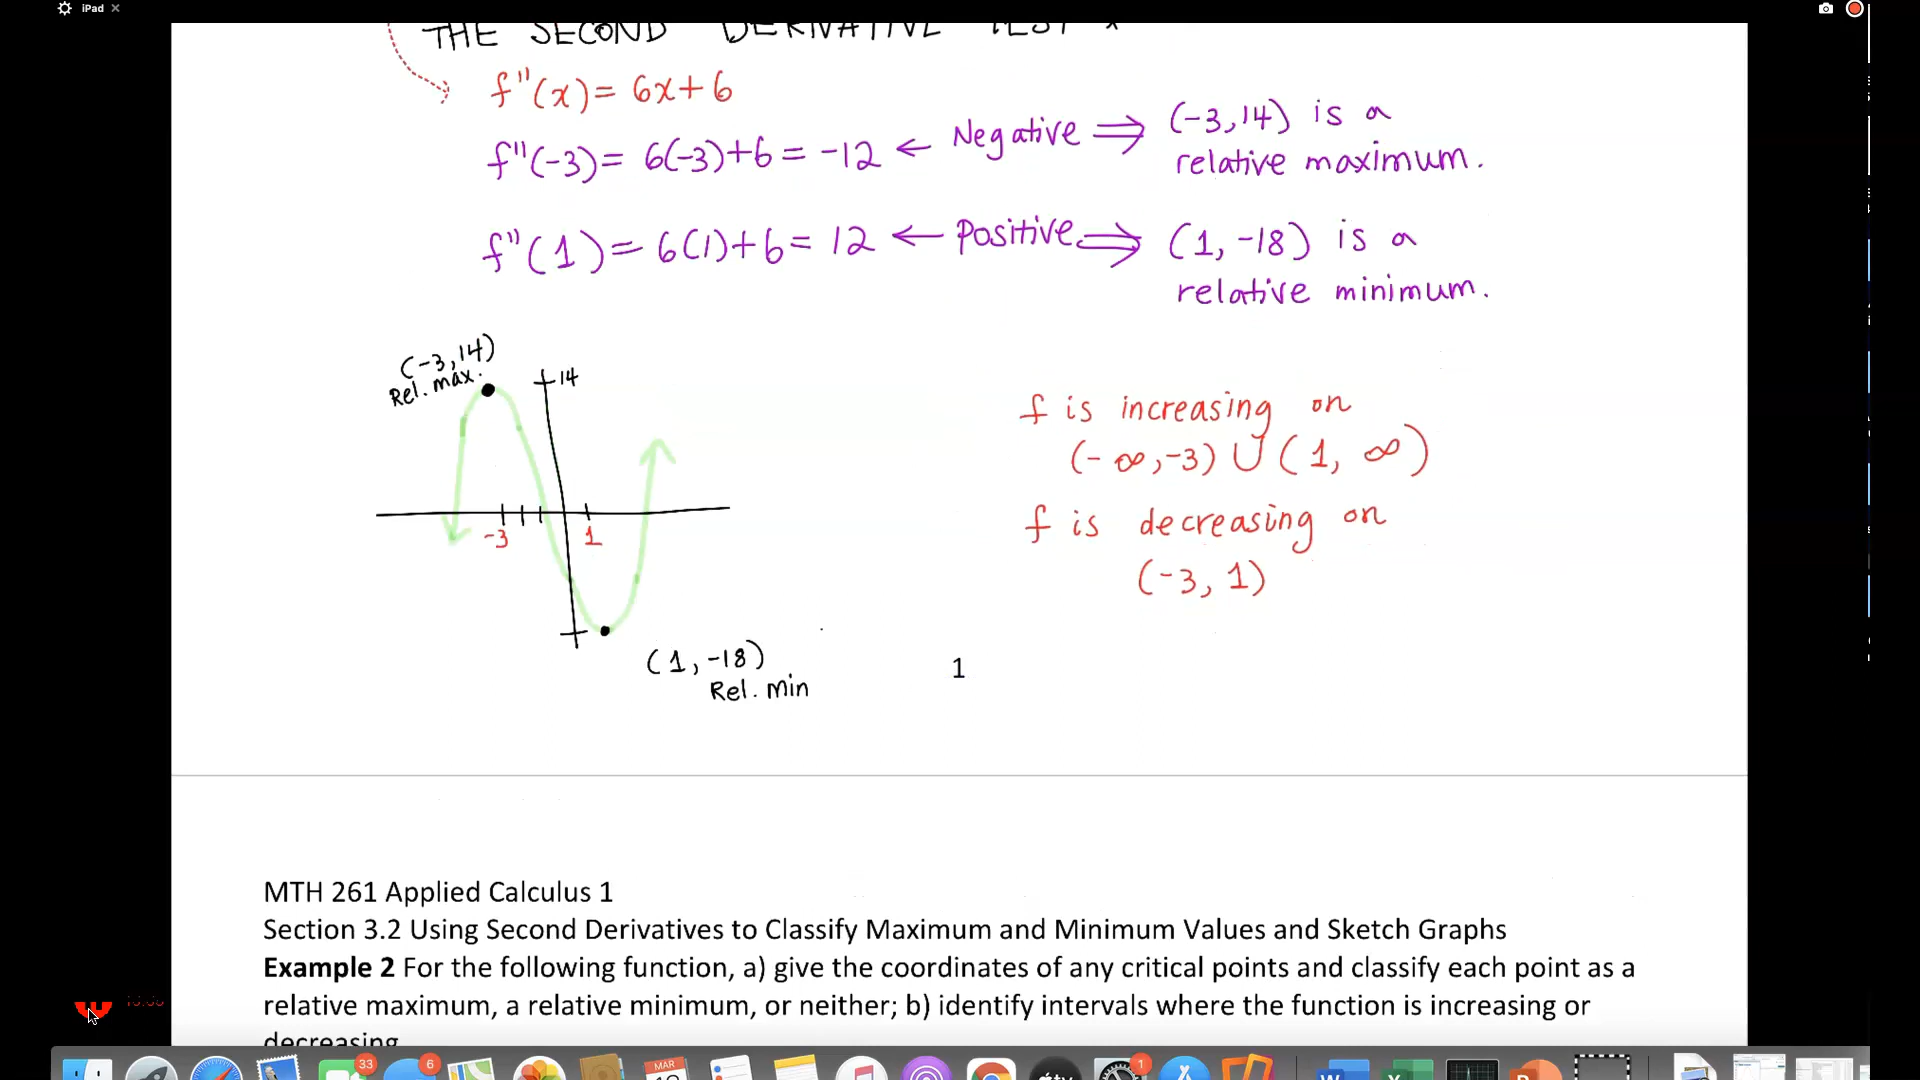 iPad
THE SECOND DERIVATIVE TEST
f''(x) = 6x+6
f''(-3) = 6(-3)+6 = -12 ← Negative ⟹ (-3,14) is a
relative maximum.
f''(1) = 6(1)+6 = 12 ← Positive ⟹ (1, -18) is a
relative minimum.
(-3,14)
Rel. max.
14
-3
1
(1, -18)
Rel. min
f is increasing on
(-∞,-3) ∪ (1, ∞)
f is decreasing on
(-3, 1)
1
MTH 261 Applied Calculus 1
Section 3.2 Using Second Derivatives to Classify Maximum and Minimum Values and Sketch Graphs
Example 2 For the following function, a) give the coordinates of any critical points and classify each point as a
relative maximum, a relative minimum, or neither; b) identify intervals where the function is increasing or
decreasing
33
6
MAR
1